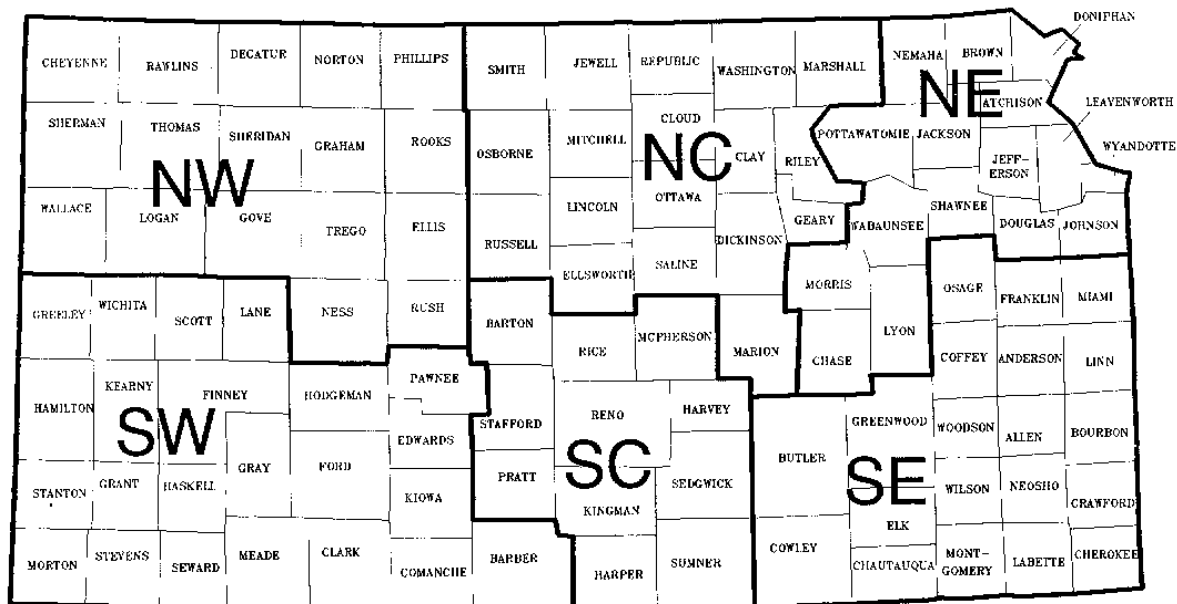 DONIPHAN
CHEYENNE RAWLINS DECATUR NORTON PHILLIPS SMITH JEWELL REPUBLIC WASHINGTON MARSHALL NEMAHA BROWN
NE
SHERMAN THOMAS SHERIDAN GRAHAM ROOKS OSBORNE MITCHELL CLOUD CLAY RILEY POTTAWATOMIE JACKSON ATCHISON LEAVENWORTH
NW NC
JEFF-
ERSON WYANDOTTE
WALLACE LOGAN GOVE TREGO ELLIS RUSSELL LINCOLN OTTAWA DICKINSON GEARY WABAUNSEE SHAWNEE DOUGLAS JOHNSON
ELLSWORTH SALINE MORRIS OSAGE FRANKLIN MIAMI
GREELEY WICHITA SCOTT LANE NESS RUSH BARTON RICE MCPHERSON MARION CHASE LYON COFFEY ANDERSON LINN
HAMILTON KEARNY FINNEY HODGEMAN PAWNEE STAFFORD RENO HARVEY GREENWOOD WOODSON ALLEN BOURBON
SW SC SE
EDWARDS
STANTON GRANT HASKELL GRAY FORD KIOWA PRATT KINGMAN SEDGWICK BUTLER ELK WILSON NEOSHO CRAWFORD
MORTON STEVENS SEWARD MEADE CLARK COMANCHE BARBER HARPER SUMNER COWLEY CHAUTAUQUA MONT-
GOMERY LABETTE CHEROKEE